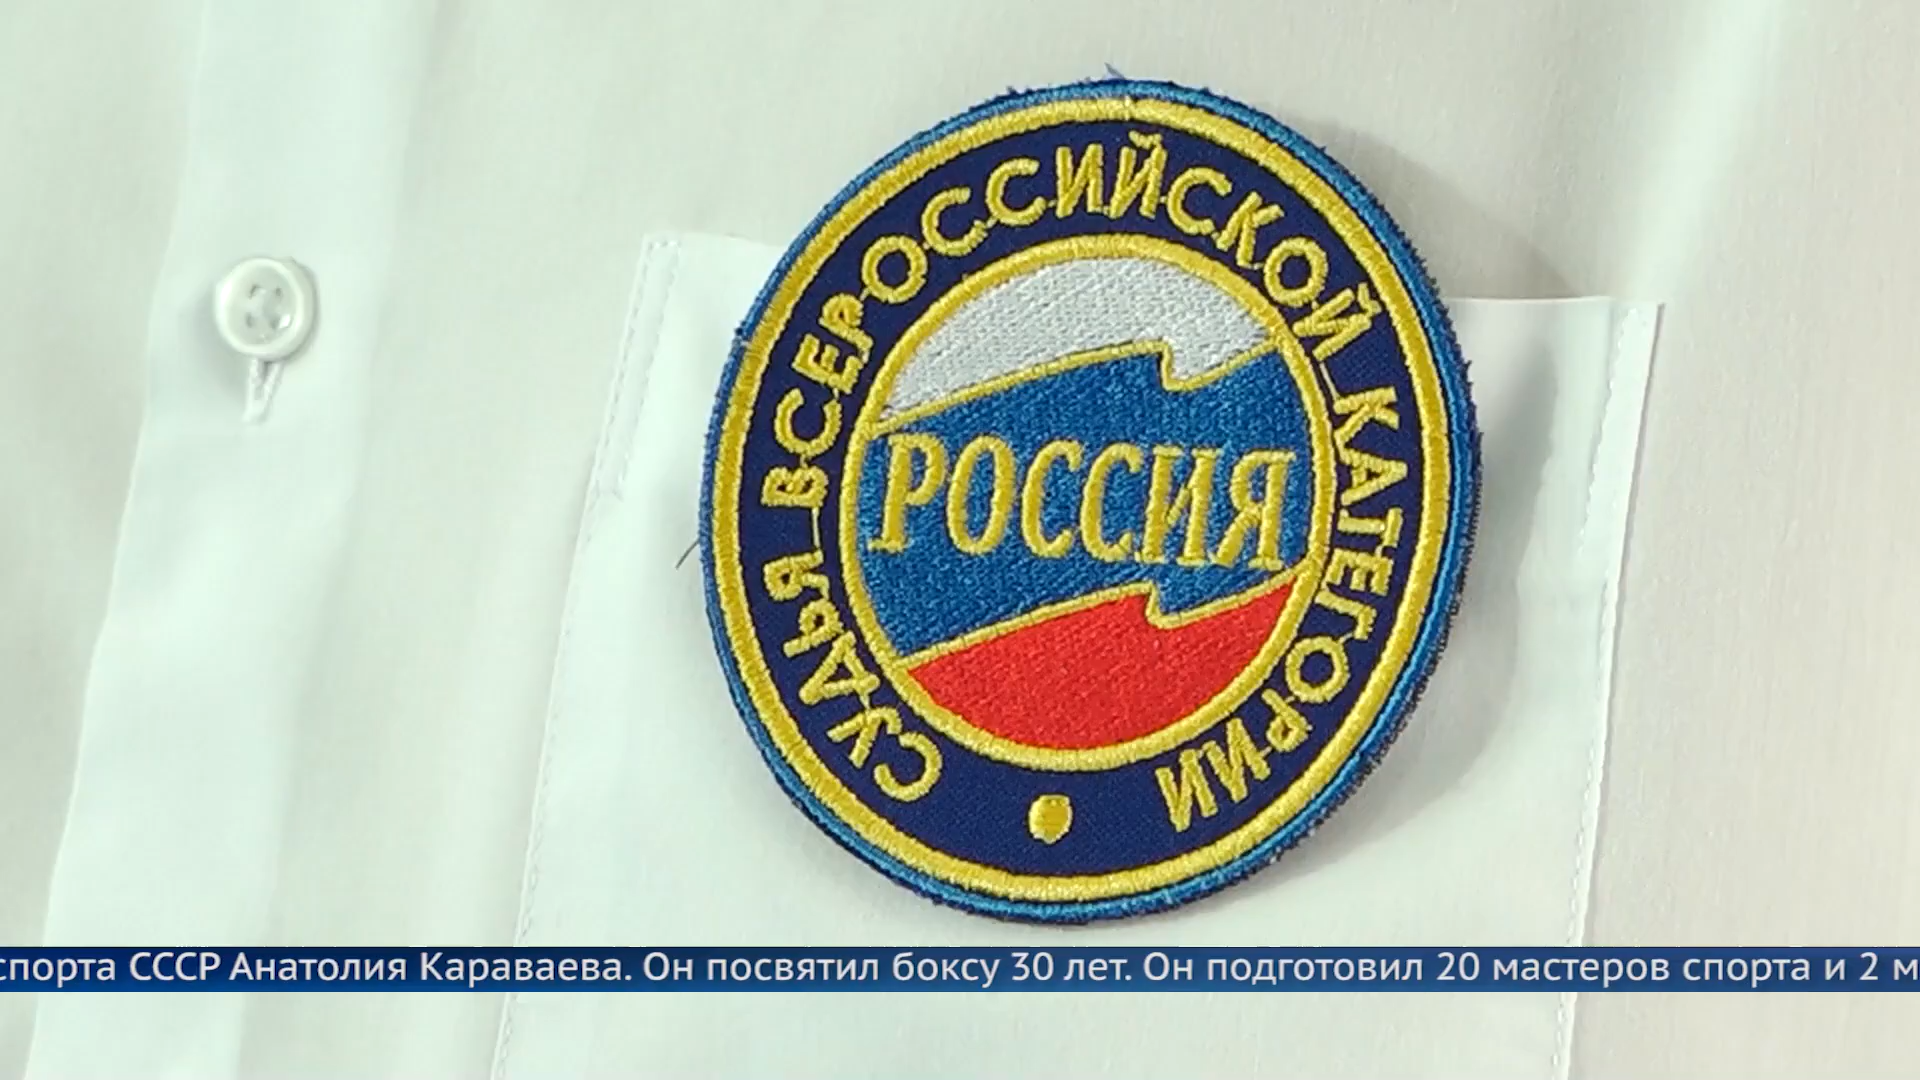 СУДЬЯ ВСЕРОССИЙСКОЙ КАТЕГОРИИ
РОССИЯ
спорта СССР Анатолия Караваева. Он посвятил боксу 30 лет. Он подготовил 20 мастеров спорта и 2 м